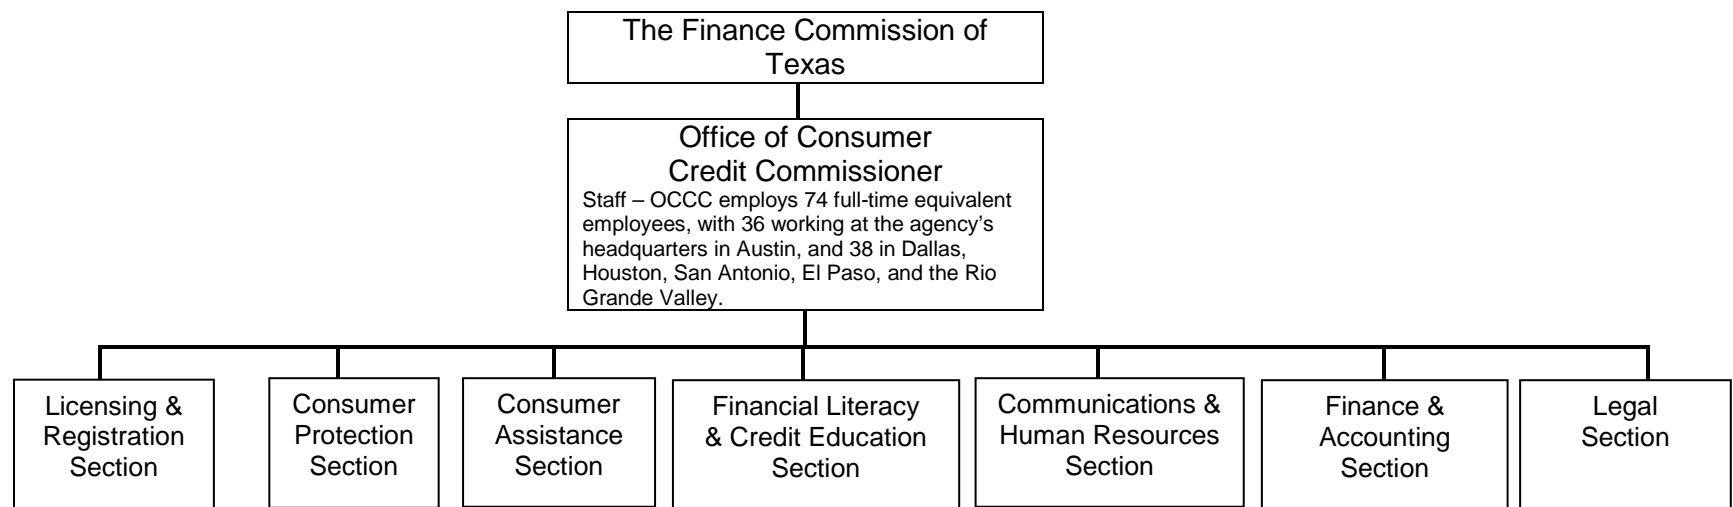 The Finance Commission of
Texas
Office of Consumer
Credit Commissioner
Staff – OCCC employs 74 full-time equivalent
employees, with 36 working at the agency’s
headquarters in Austin, and 38 in Dallas,
Houston, San Antonio, El Paso, and the Rio
Grande Valley.
Licensing &
Registration
Section
Consumer
Protection
Section
Consumer
Assistance
Section
Financial Literacy
& Credit Education
Section
Communications &
Human Resources
Section
Finance &
Accounting
Section
Legal
Section